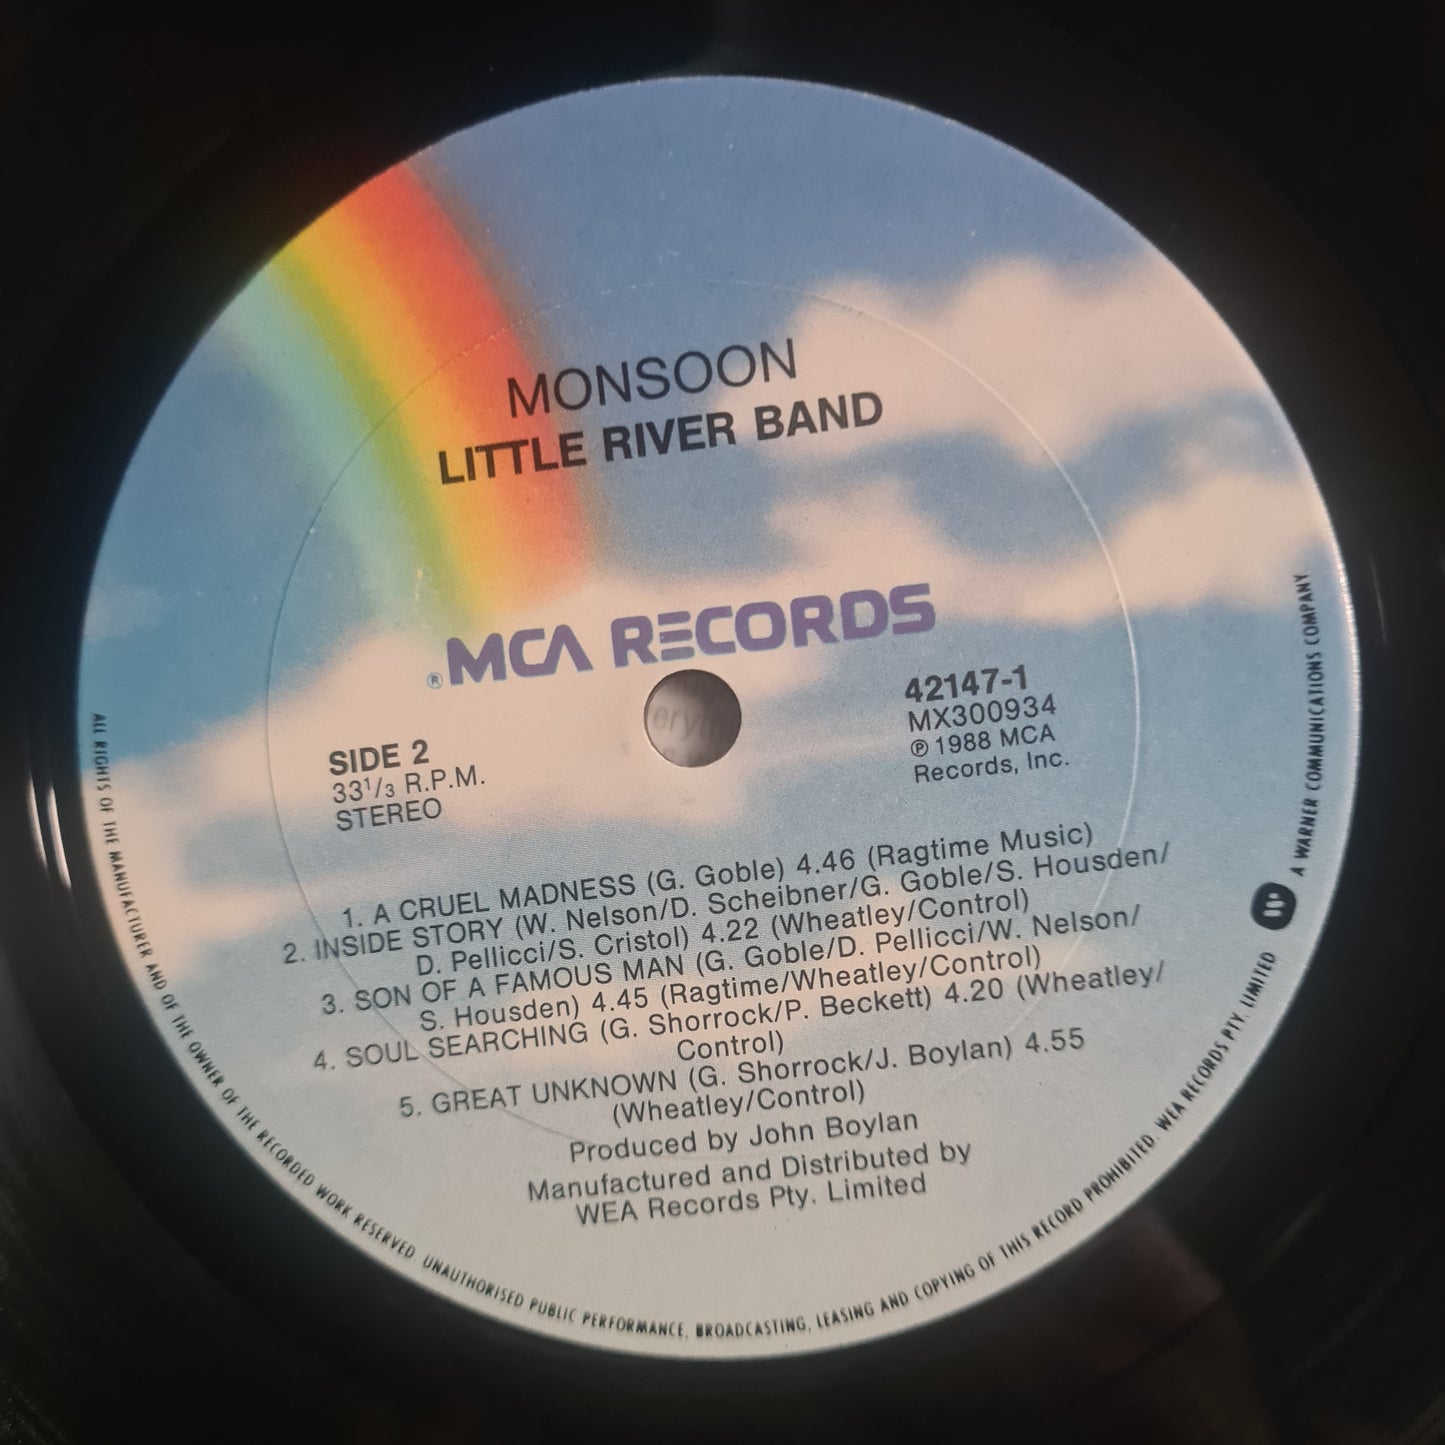 MONSOON
LITTLE RIVER BAND
® MCA RECORDS
42147-1
MX300934
℗ 1988 MCA
Records, Inc.
SIDE 2
33 1/3 R.P.M.
STEREO
1. A CRUEL MADNESS (G. Goble) 4.46 (Ragtime Music)
2. INSIDE STORY (W. Nelson/D. Scheibner/G. Goble/S. Housden/
D. Pellicci/S. Cristol) 4.22 (Wheatley/Control)
3. SON OF A FAMOUS MAN (G. Goble/D. Pellicci/W. Nelson/
S. Housden) 4.45 (Ragtime/Wheatley/Control)
4. SOUL SEARCHING (G. Shorrock/P. Beckett) 4.20 (Wheatley/
Control)
5. GREAT UNKNOWN (G. Shorrock/J. Boylan) 4.55
(Wheatley/Control)
Produced by John Boylan
Manufactured and Distributed by
WEA Records Pty. Limited
ALL RIGHTS OF THE MANUFACTURER AND OF THE OWNER OF THE RECORDED WORK RESERVED. UNAUTHORISED PUBLIC PERFORMANCE, BROADCASTING, LEASING AND COPYING OF THIS RECORD PROHIBITED. WEA RECORDS PTY. LIMITED A WARNER COMMUNICATIONS COMPANY